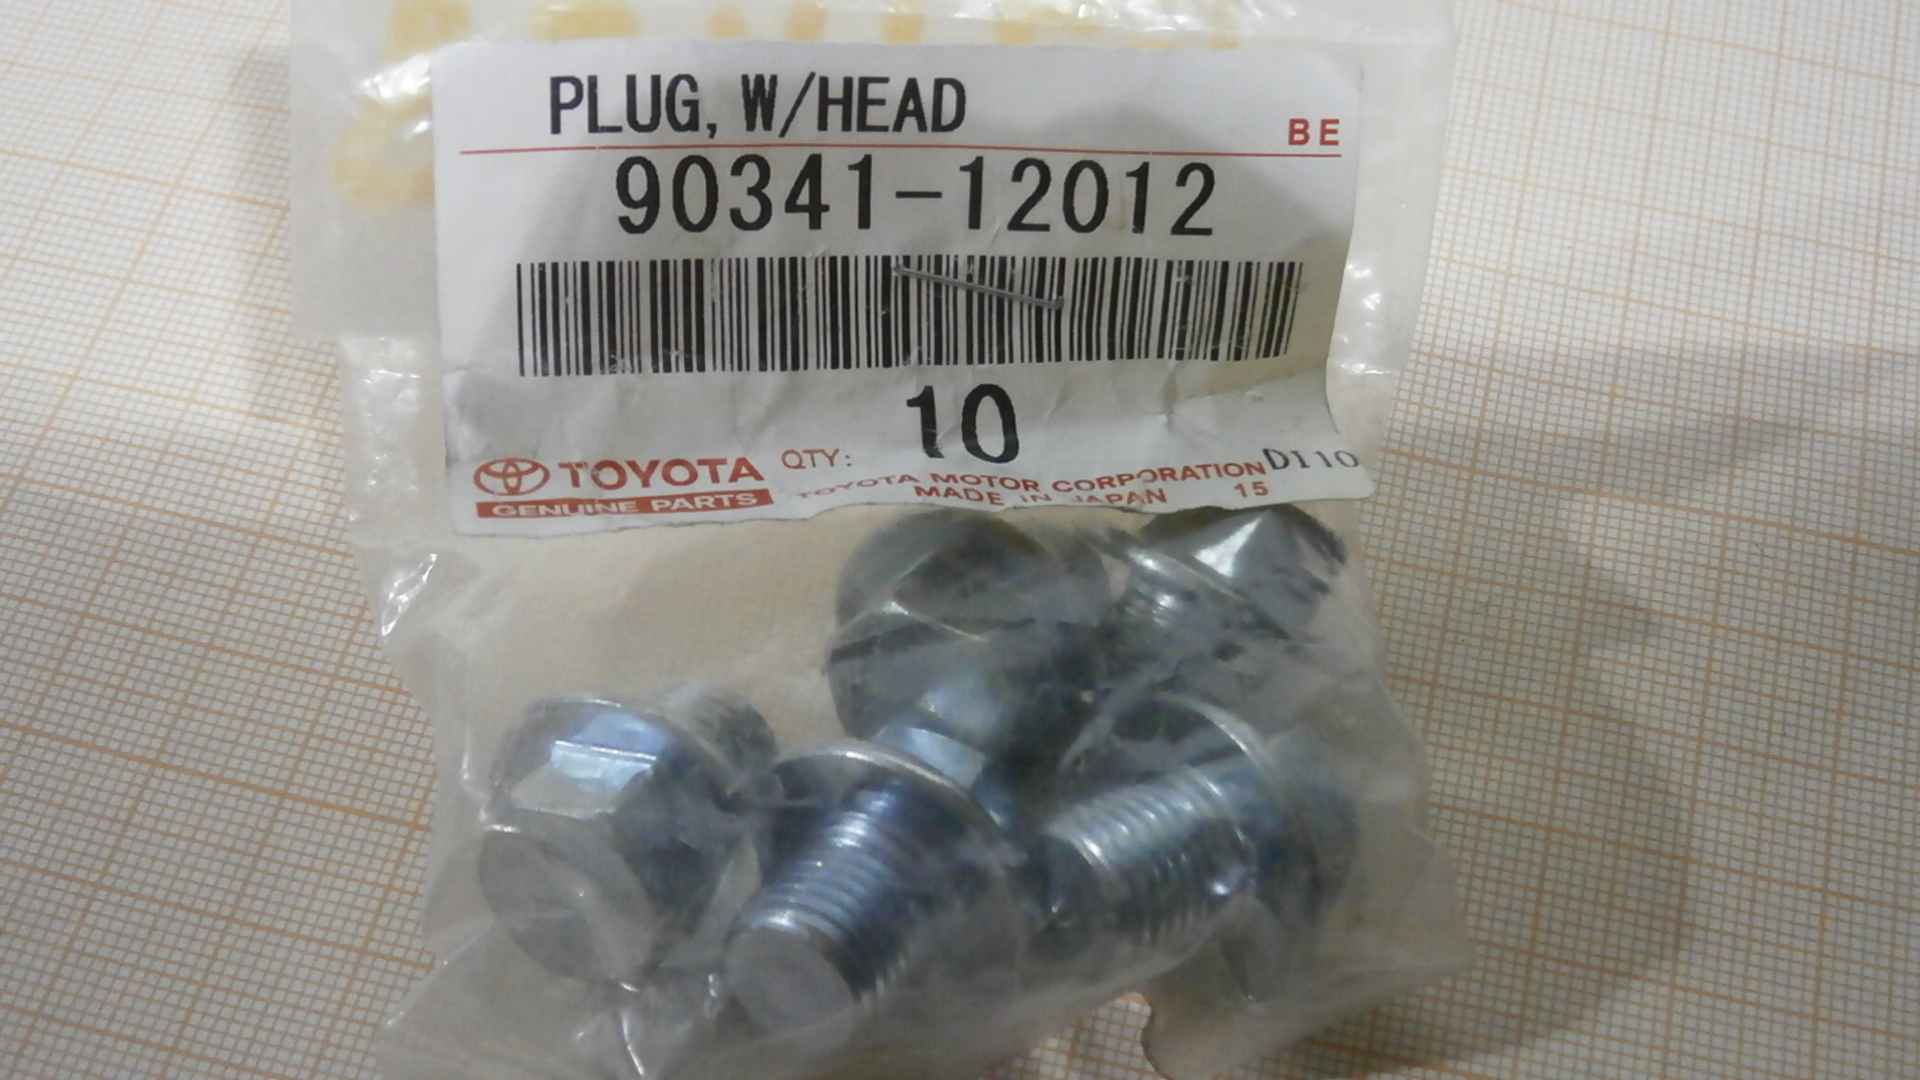 PLUG, W/HEAD
BE
90341-12012
10
TOYOTA QTY:
GENUINE PARTS
TOYOTA MOTOR CORPORATION D110
MADE IN JAPAN 15